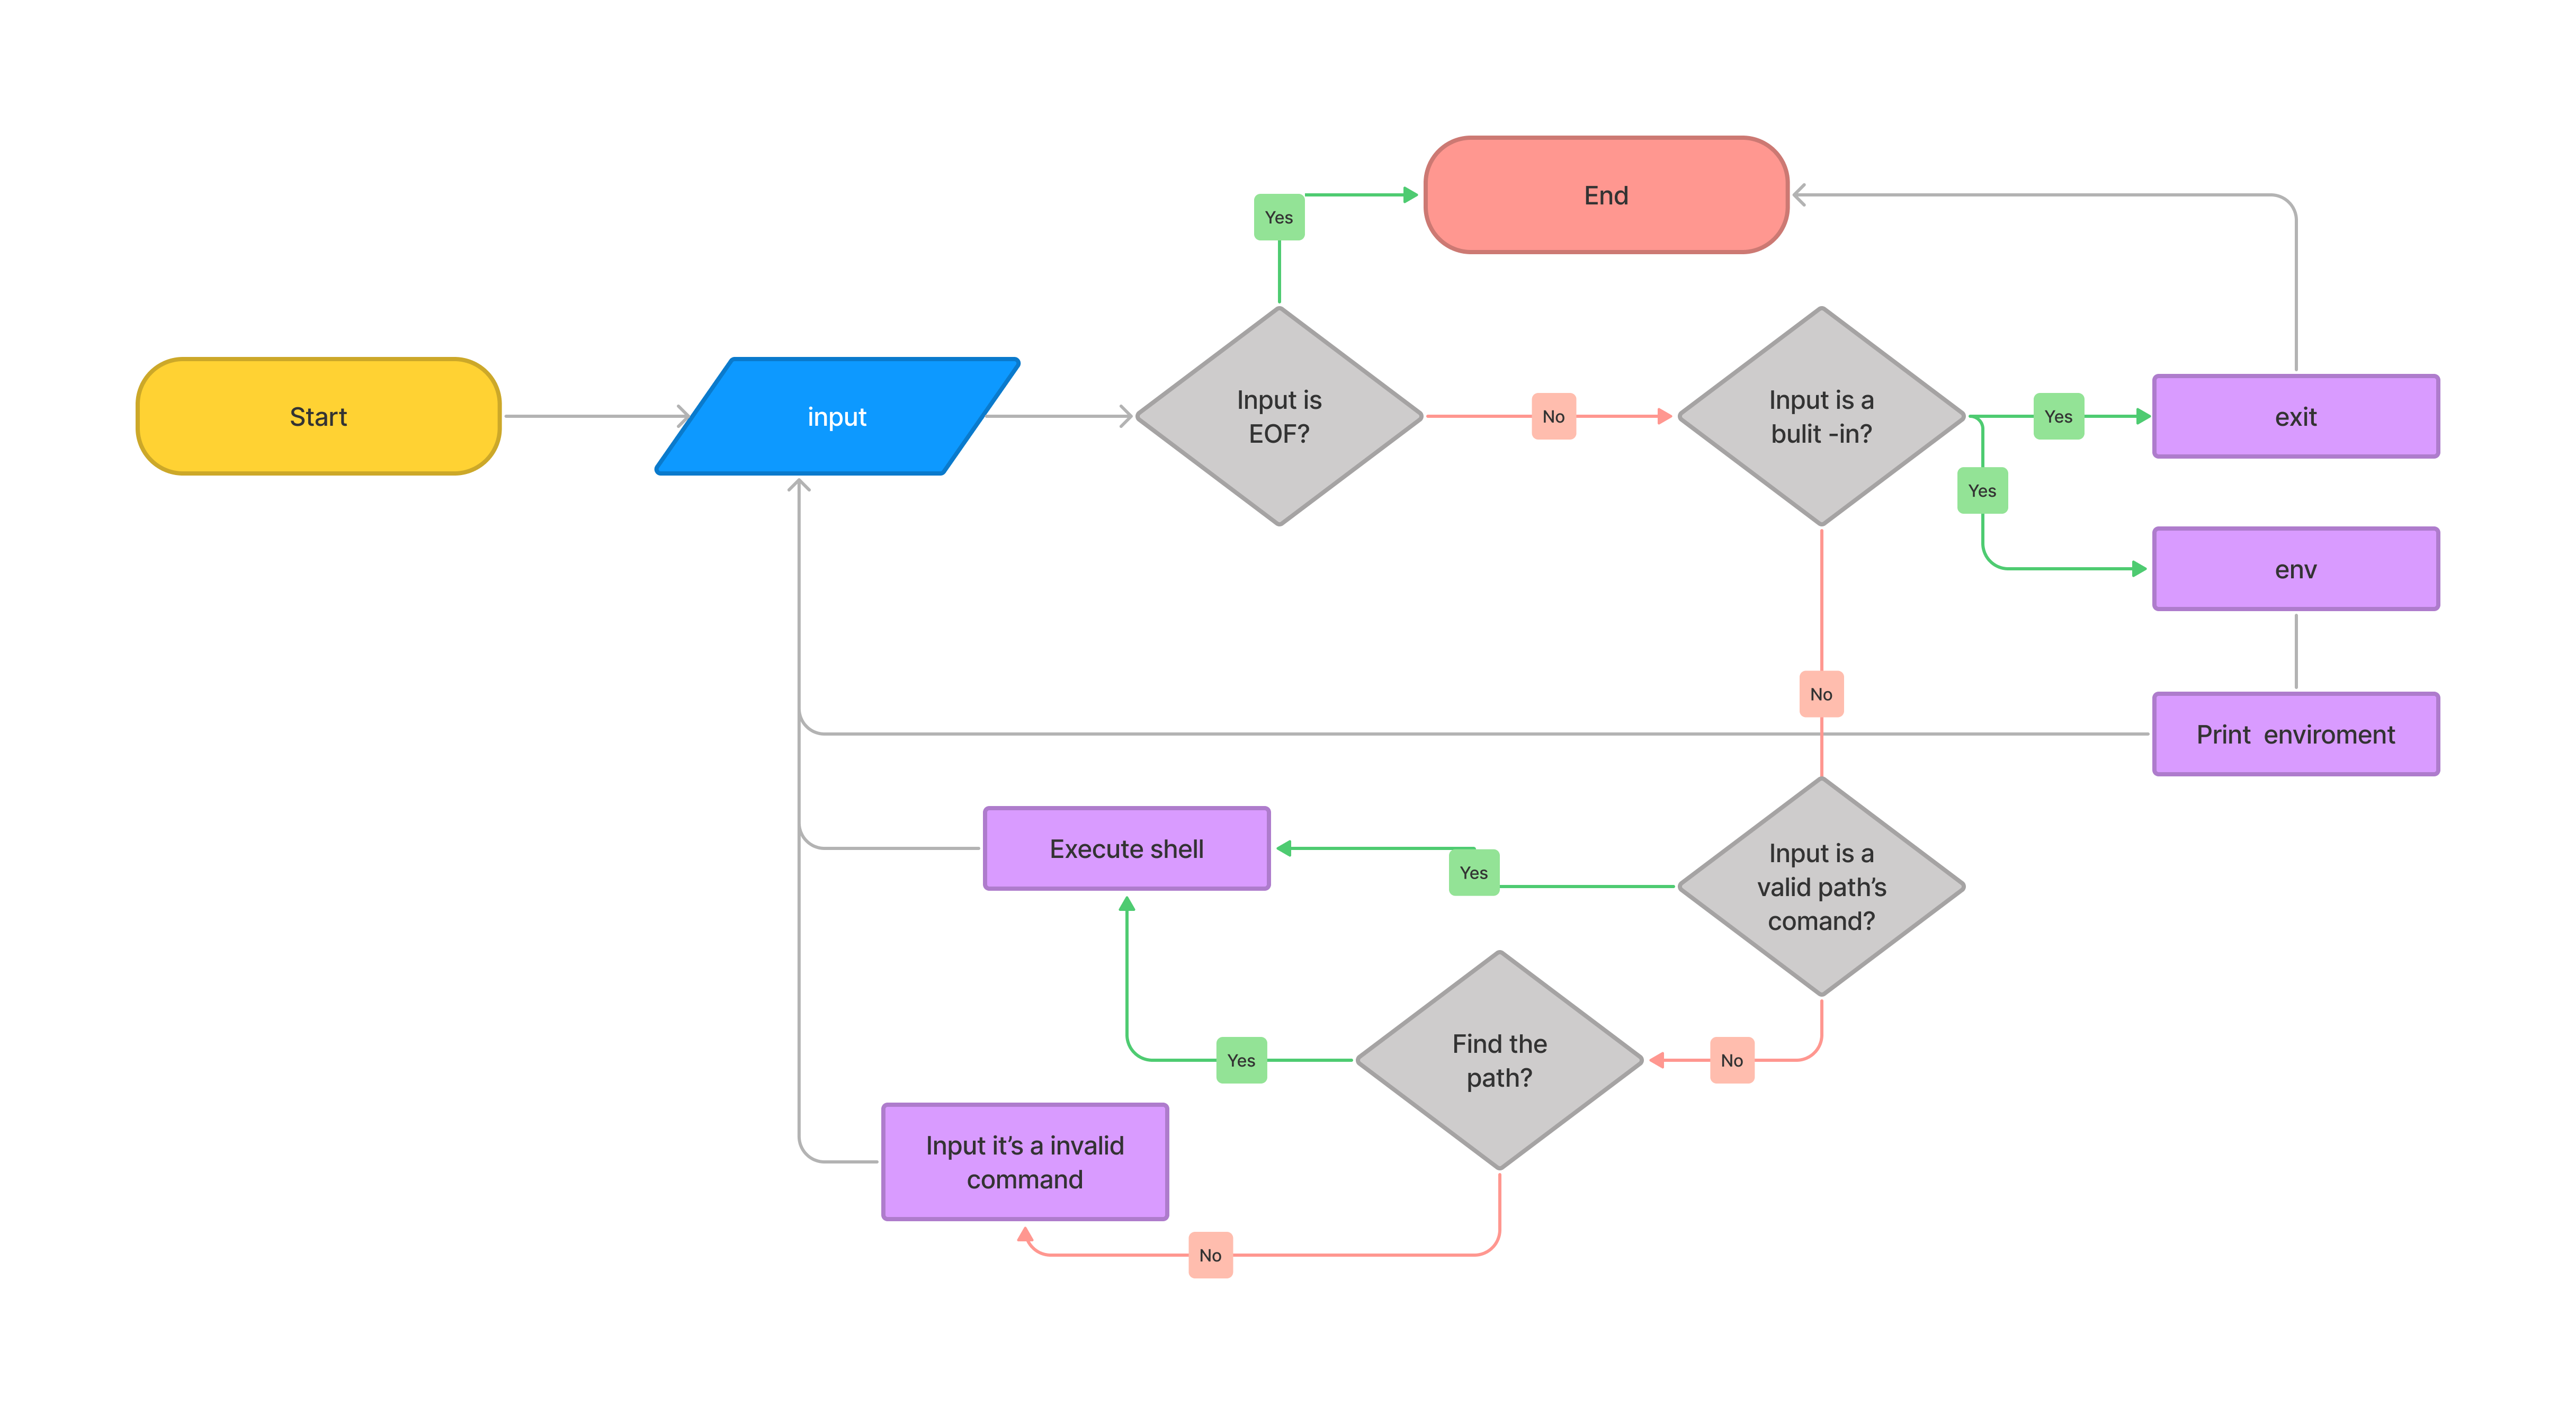 End
Yes
Start
input
Input is
EOF?
No
Input is a
bulit -in?
Yes
exit
Yes
env
No
Print  enviroment
Execute shell
Yes
Input is a
valid path’s
comand?
Find the
path?
Yes
No
Input it’s a invalid
command
No